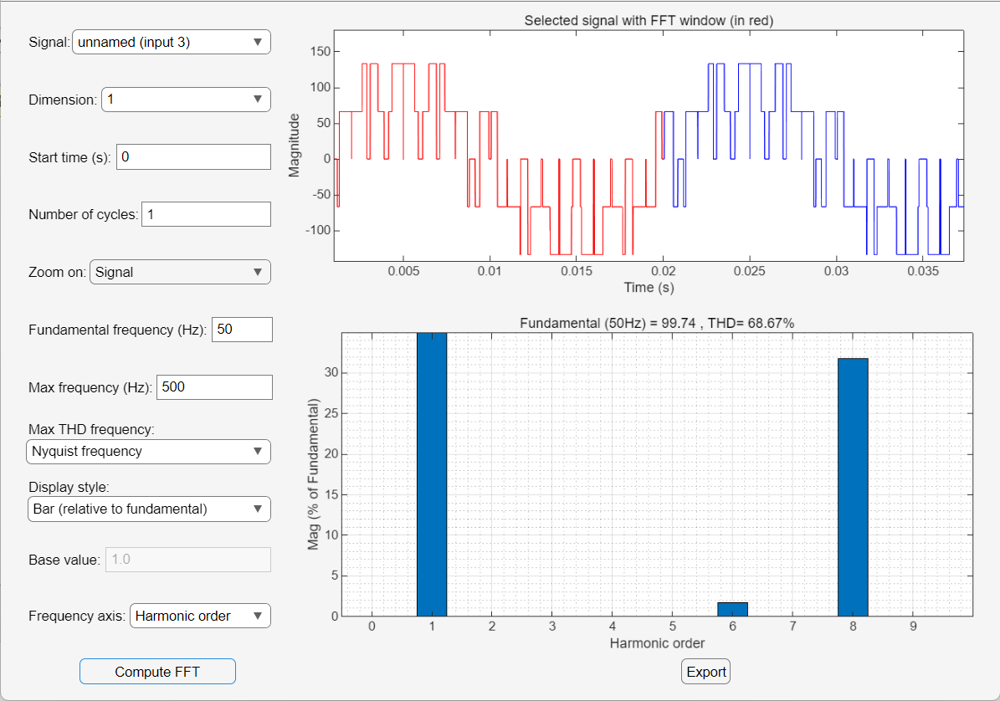 Signal: unnamed (input 3)
Dimension: 1
Start time (s): 0
Number of cycles: 1
Zoom on: Signal
Fundamental frequency (Hz): 50
Max frequency (Hz): 500
Max THD frequency:
Nyquist frequency
Display style:
Bar (relative to fundamental)
Base value: 1.0
Frequency axis: Harmonic order
Compute FFT
Selected signal with FFT window (in red)
Magnitude
150
100
50
0
-50
-100
0.005 0.01 0.015 0.02 0.025 0.03 0.035
Time (s)
Fundamental (50Hz) = 99.74 , THD= 68.67%
Mag (% of Fundamental)
30
25
20
15
10
5
0
0 1 2 3 4 5 6 7 8 9
Harmonic order
Export